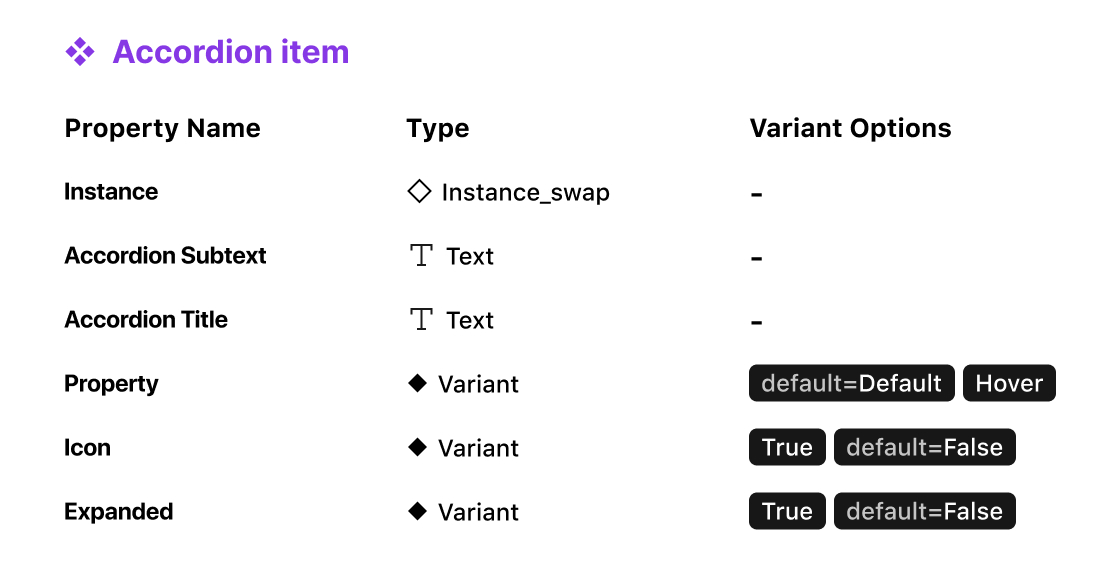 Accordion item
Property Name Type Variant Options
Instance Instance_swap -
Accordion Subtext Text -
Accordion Title Text -
Property Variant default=Default Hover
Icon Variant True default=False
Expanded Variant True default=False